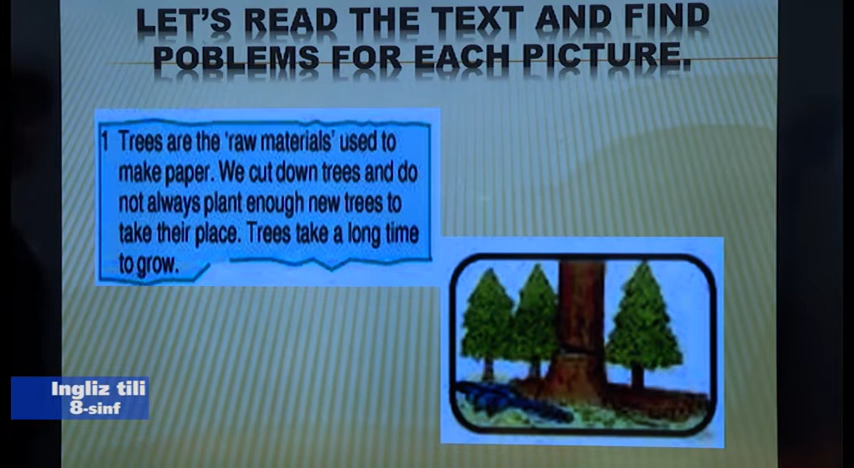 LET'S READ THE TEXT AND FIND
POBLEMS FOR EACH PICTURE.
1 Trees are the 'raw materials' used to
make paper. We cut down trees and do
not always plant enough new trees to
take their place. Trees take a long time
to grow.
Ingliz tili
8-sinf